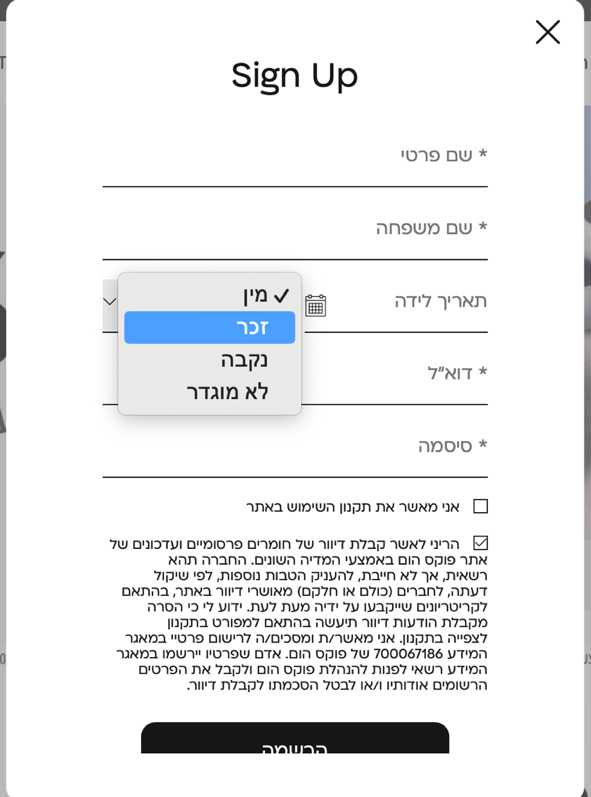 Sign Up
* שם פרטי
* שם משפחה
תאריך לידה
מין
זכר
נקבה
לא מוגדר
* דוא"ל
* סיסמה
אני מאשר את תקנון השימוש באתר
הריני לאשר קבלת דיוור של חומרים פרסומיים ועדכונים של
אתר פוקס הום באמצעי המדיה השונים. החברה תהא
רשאית, אך לא חייבת, להעניק הטבות נוספות, לפי שיקול
דעתה, לחברים (כולם או חלקם) מאושרי דיוור באתר, בהתאם
לקריטריונים שייקבעו על ידיה מעת לעת. ידוע לי כי הסרה
מקבלת הודעות דיוור תיעשה בהתאם למפורט בתקנון
לצפייה בתקנון. אני מאשר/ת ומסכים/ה לרישום פרטיי במאגר
המידע 700067186 של פוקס הום. אדם שפרטיו יירשמו במאגר
המידע רשאי לפנות להנהלת פוקס הום ולקבל את הפרטים
הרשומים אודותיו ו/או לבטל הסכמתו לקבלת דיוור.
הרשמה